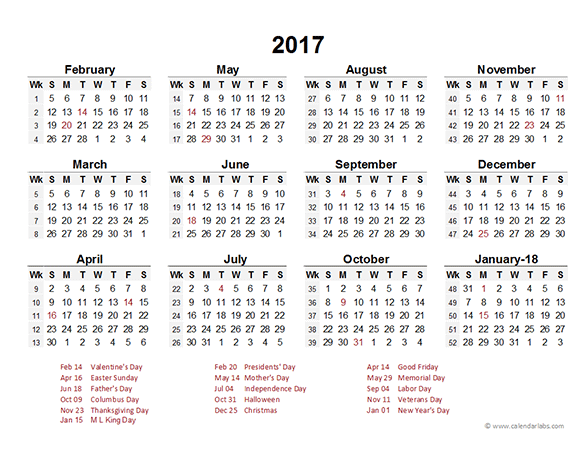 2017
February May August November
Wk S M T W T F S Wk S M T W T F S Wk S M T W T F S Wk S M T W T F S
1 5 6 7 8 9 10 11 14 7 8 9 10 11 12 13 27 6 7 8 9 10 11 12 40 5 6 7 8 9 10 11
2 12 13 14 15 16 17 18 15 14 15 16 17 18 19 20 28 13 14 15 16 17 18 19 41 12 13 14 15 16 17 18
3 19 20 21 22 23 24 25 16 21 22 23 24 25 26 27 29 20 21 22 23 24 25 26 42 19 20 21 22 23 24 25
4 26 27 28 1 2 3 4 17 28 29 30 31 1 2 3 30 27 28 29 30 31 1 2 43 26 27 28 29 30 1 2
March June September December
Wk S M T W T F S Wk S M T W T F S Wk S M T W T F S Wk S M T W T F S
5 5 6 7 8 9 10 11 18 4 5 6 7 8 9 10 31 3 4 5 6 7 8 9 44 3 4 5 6 7 8 9
6 12 13 14 15 16 17 18 19 11 12 13 14 15 16 17 32 10 11 12 13 14 15 16 45 10 11 12 13 14 15 16
7 19 20 21 22 23 24 25 20 18 19 20 21 22 23 24 33 17 18 19 20 21 22 23 46 17 18 19 20 21 22 23
8 26 27 28 29 30 31 1 21 25 26 27 28 29 30 1 34 24 25 26 27 28 29 30 47 24 25 26 27 28 29 30
April July October January-18
Wk S M T W T F S Wk S M T W T F S Wk S M T W T F S Wk S M T W T F S
9 2 3 4 5 6 7 8 22 2 3 4 5 6 7 8 35 1 2 3 4 5 6 7 48 31 1 2 3 4 5 6
10 9 10 11 12 13 14 15 23 9 10 11 12 13 14 15 36 8 9 10 11 12 13 14 49 7 8 9 10 11 12 13
11 16 17 18 19 20 21 22 24 16 17 18 19 20 21 22 37 15 16 17 18 19 20 21 50 14 15 16 17 18 19 20
12 23 24 25 26 27 28 29 25 23 24 25 26 27 28 29 38 22 23 24 25 26 27 28 51 21 22 23 24 25 26 27
13 30 1 2 3 4 5 6 26 30 31 1 2 3 4 5 39 29 30 31 1 2 3 4 52 28 29 30 31 1 2 3
Feb 14 Valentine's Day Feb 20 Presidents' Day Apr 14 Good Friday
Apr 16 Easter Sunday May 14 Mother's Day May 29 Memorial Day
Jun 18 Father's Day Jul 04 Independence Day Sep 04 Labor Day
Oct 09 Columbus Day Oct 31 Halloween Nov 11 Veterans Day
Nov 23 Thanksgiving Day Dec 25 Christmas Jan 01 New Year's Day
Jan 15 M L King Day
© www.calendarlabs.com